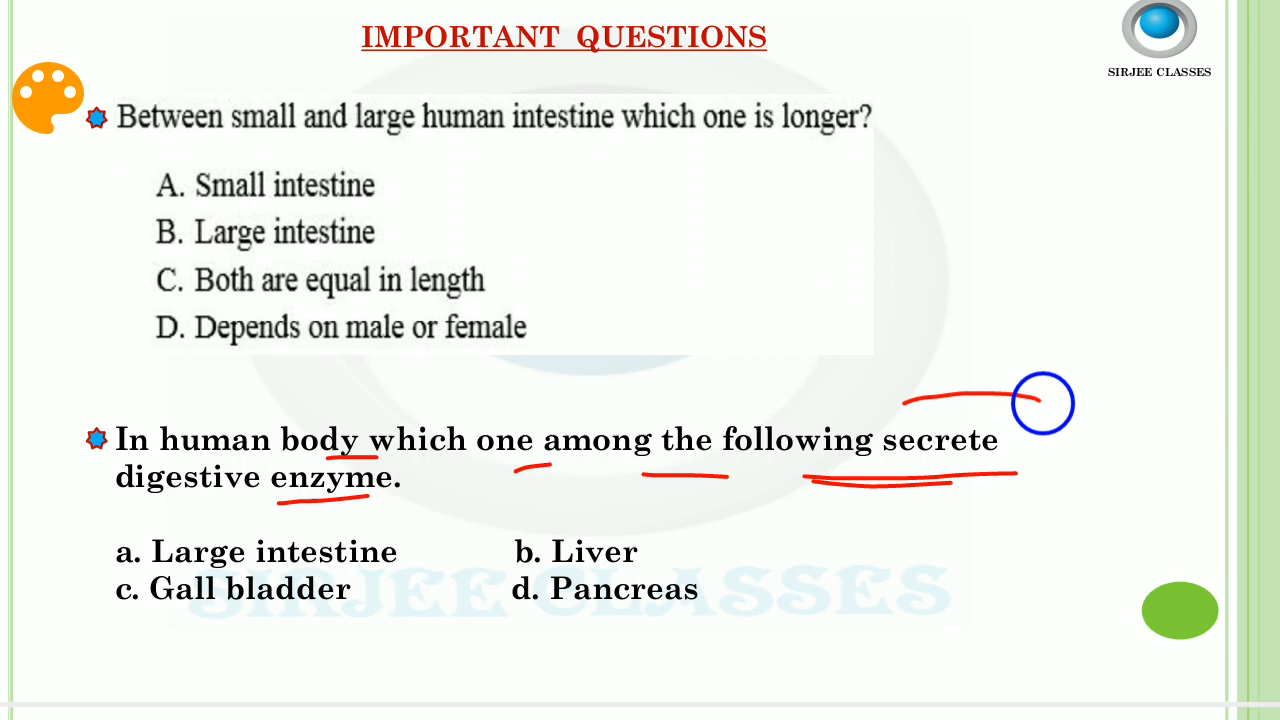 IMPORTANT QUESTIONS
SIRJEE CLASSES
Between small and large human intestine which one is longer?
A. Small intestine
B. Large intestine
C. Both are equal in length
D. Depends on male or female
In human body which one among the following secrete
digestive enzyme.
a. Large intestine b. Liver
c. Gall bladder d. Pancreas
SIRJEE CLASSES